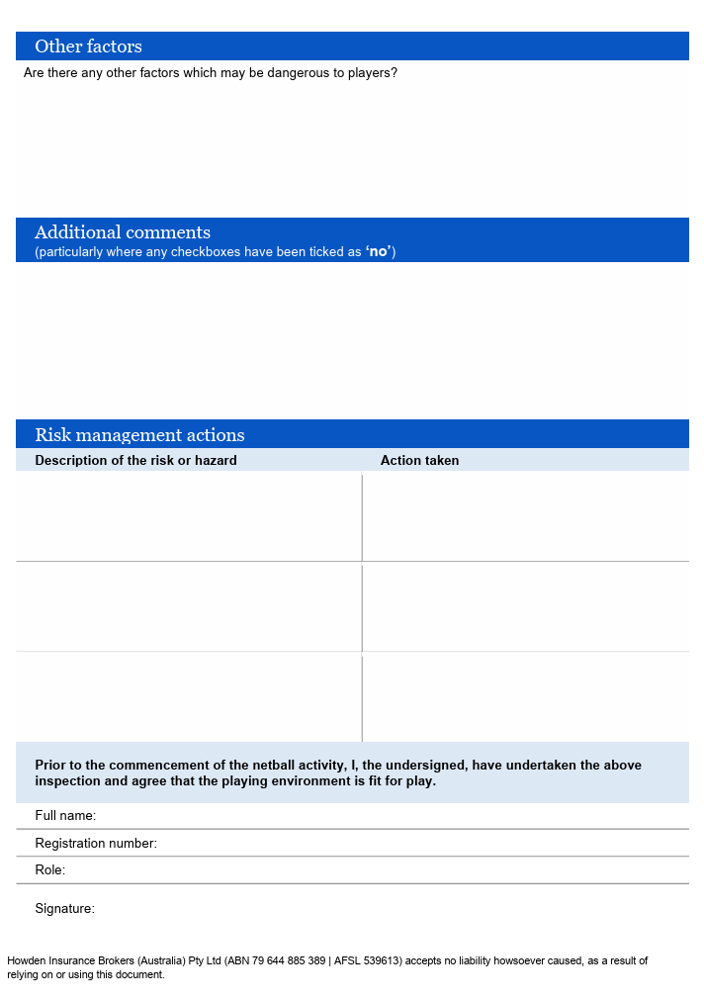 Other factors
Are there any other factors which may be dangerous to players?
Additional comments
(particularly where any checkboxes have been ticked as ‘no’)
Risk management actions
Description of the risk or hazard
Action taken
Prior to the commencement of the netball activity, I, the undersigned, have undertaken the above
inspection and agree that the playing environment is fit for play.
Full name:
Registration number:
Role:
Signature:
Howden Insurance Brokers (Australia) Pty Ltd (ABN 79 644 885 389 | AFSL 539613) accepts no liability howsoever caused, as a result of
relying on or using this document.